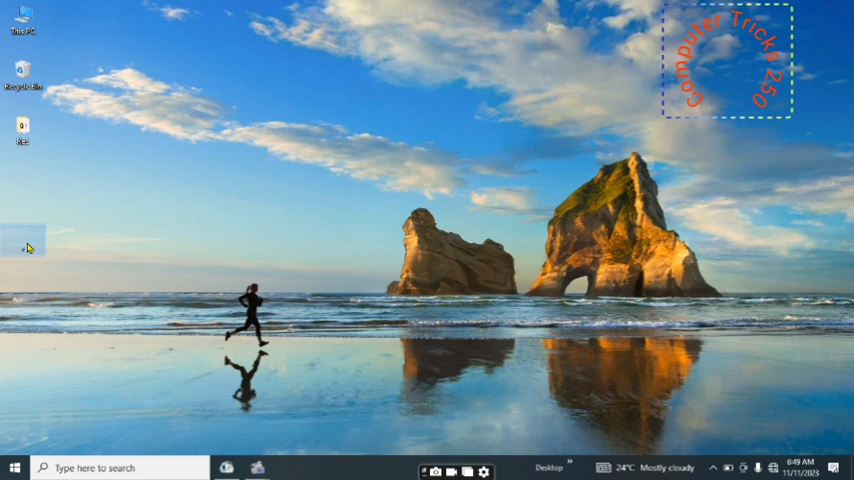 This PC
Recycle Bin
Rec
Computer Tricks 250
Type here to search
Desktop
24°C Mostly cloudy
6:49 AM
11/11/2023